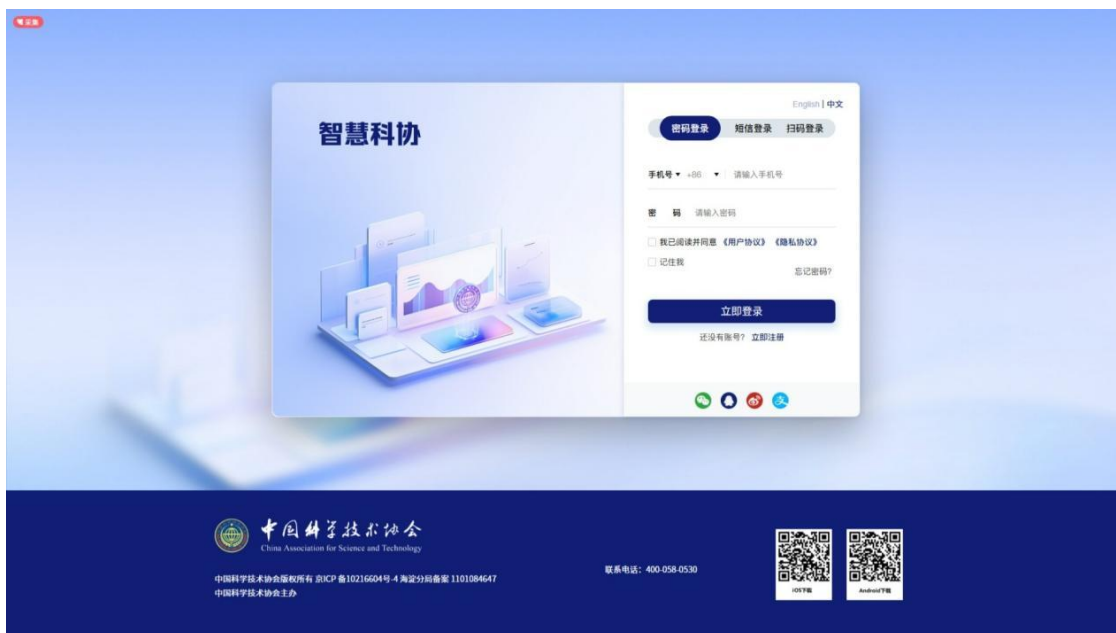 采集
智慧科协
English | 中文
密码登录 短信登录 扫码登录
手机号 +86 请输入手机号
密 码 请输入密码
我已阅读并同意《用户协议》《隐私协议》
记住我
忘记密码?
立即登录
还没有账号? 立即注册
中国科学技术协会
China Association for Science and Technology
中国科学技术协会版权所有 京ICP 备10216604号-4 海淀分局备案 1101084647
中国科学技术协会主办
联系电话：400-058-0530
iOS下载
Android下载